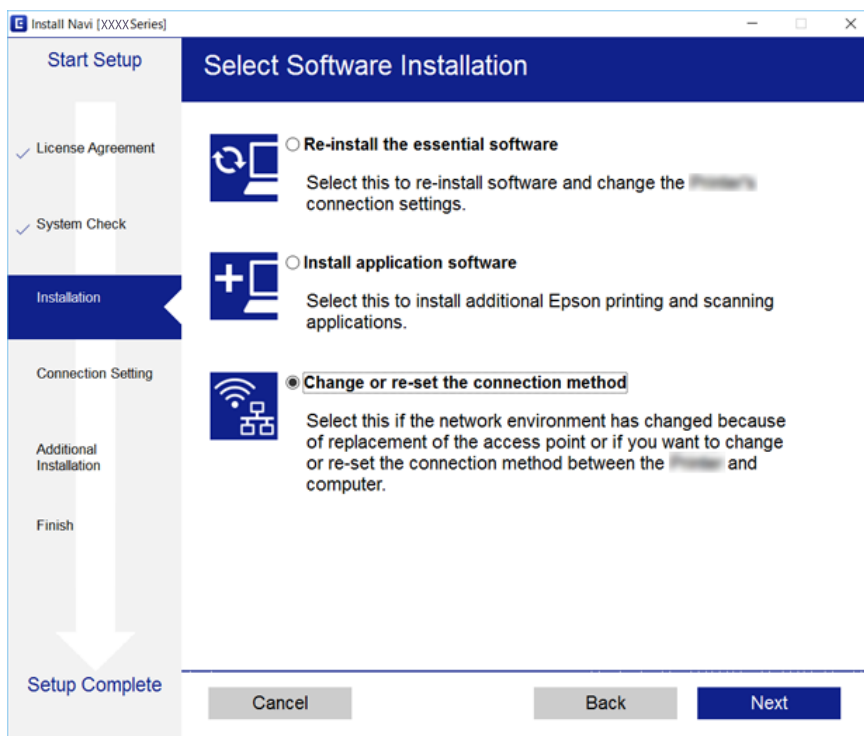 Install Navi [XXXX Series]
Start Setup
License Agreement
System Check
Installation
Connection Setting
Additional
Installation
Finish
Setup Complete
Select Software Installation
Re-install the essential software
Select this to re-install software and change the
connection settings.
Install application software
Select this to install additional Epson printing and scanning
applications.
Change or re-set the connection method
Select this if the network environment has changed because
of replacement of the access point or if you want to change
or re-set the connection method between the and
computer.
Cancel
Back
Next